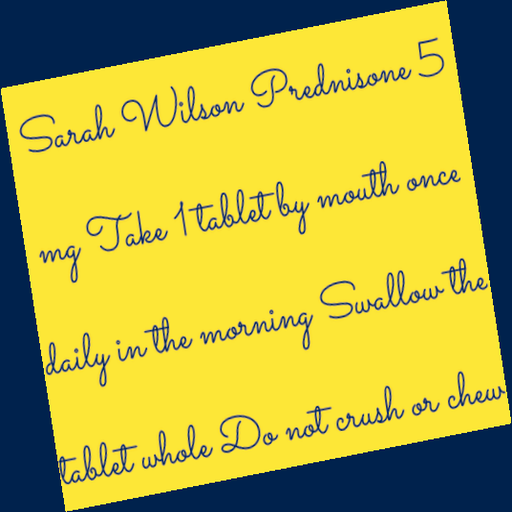 Sarah Wilson Prednisone 5
mg Take 1 tablet by mouth once
daily in the morning Swallow the
tablet whole Do not crush or chew